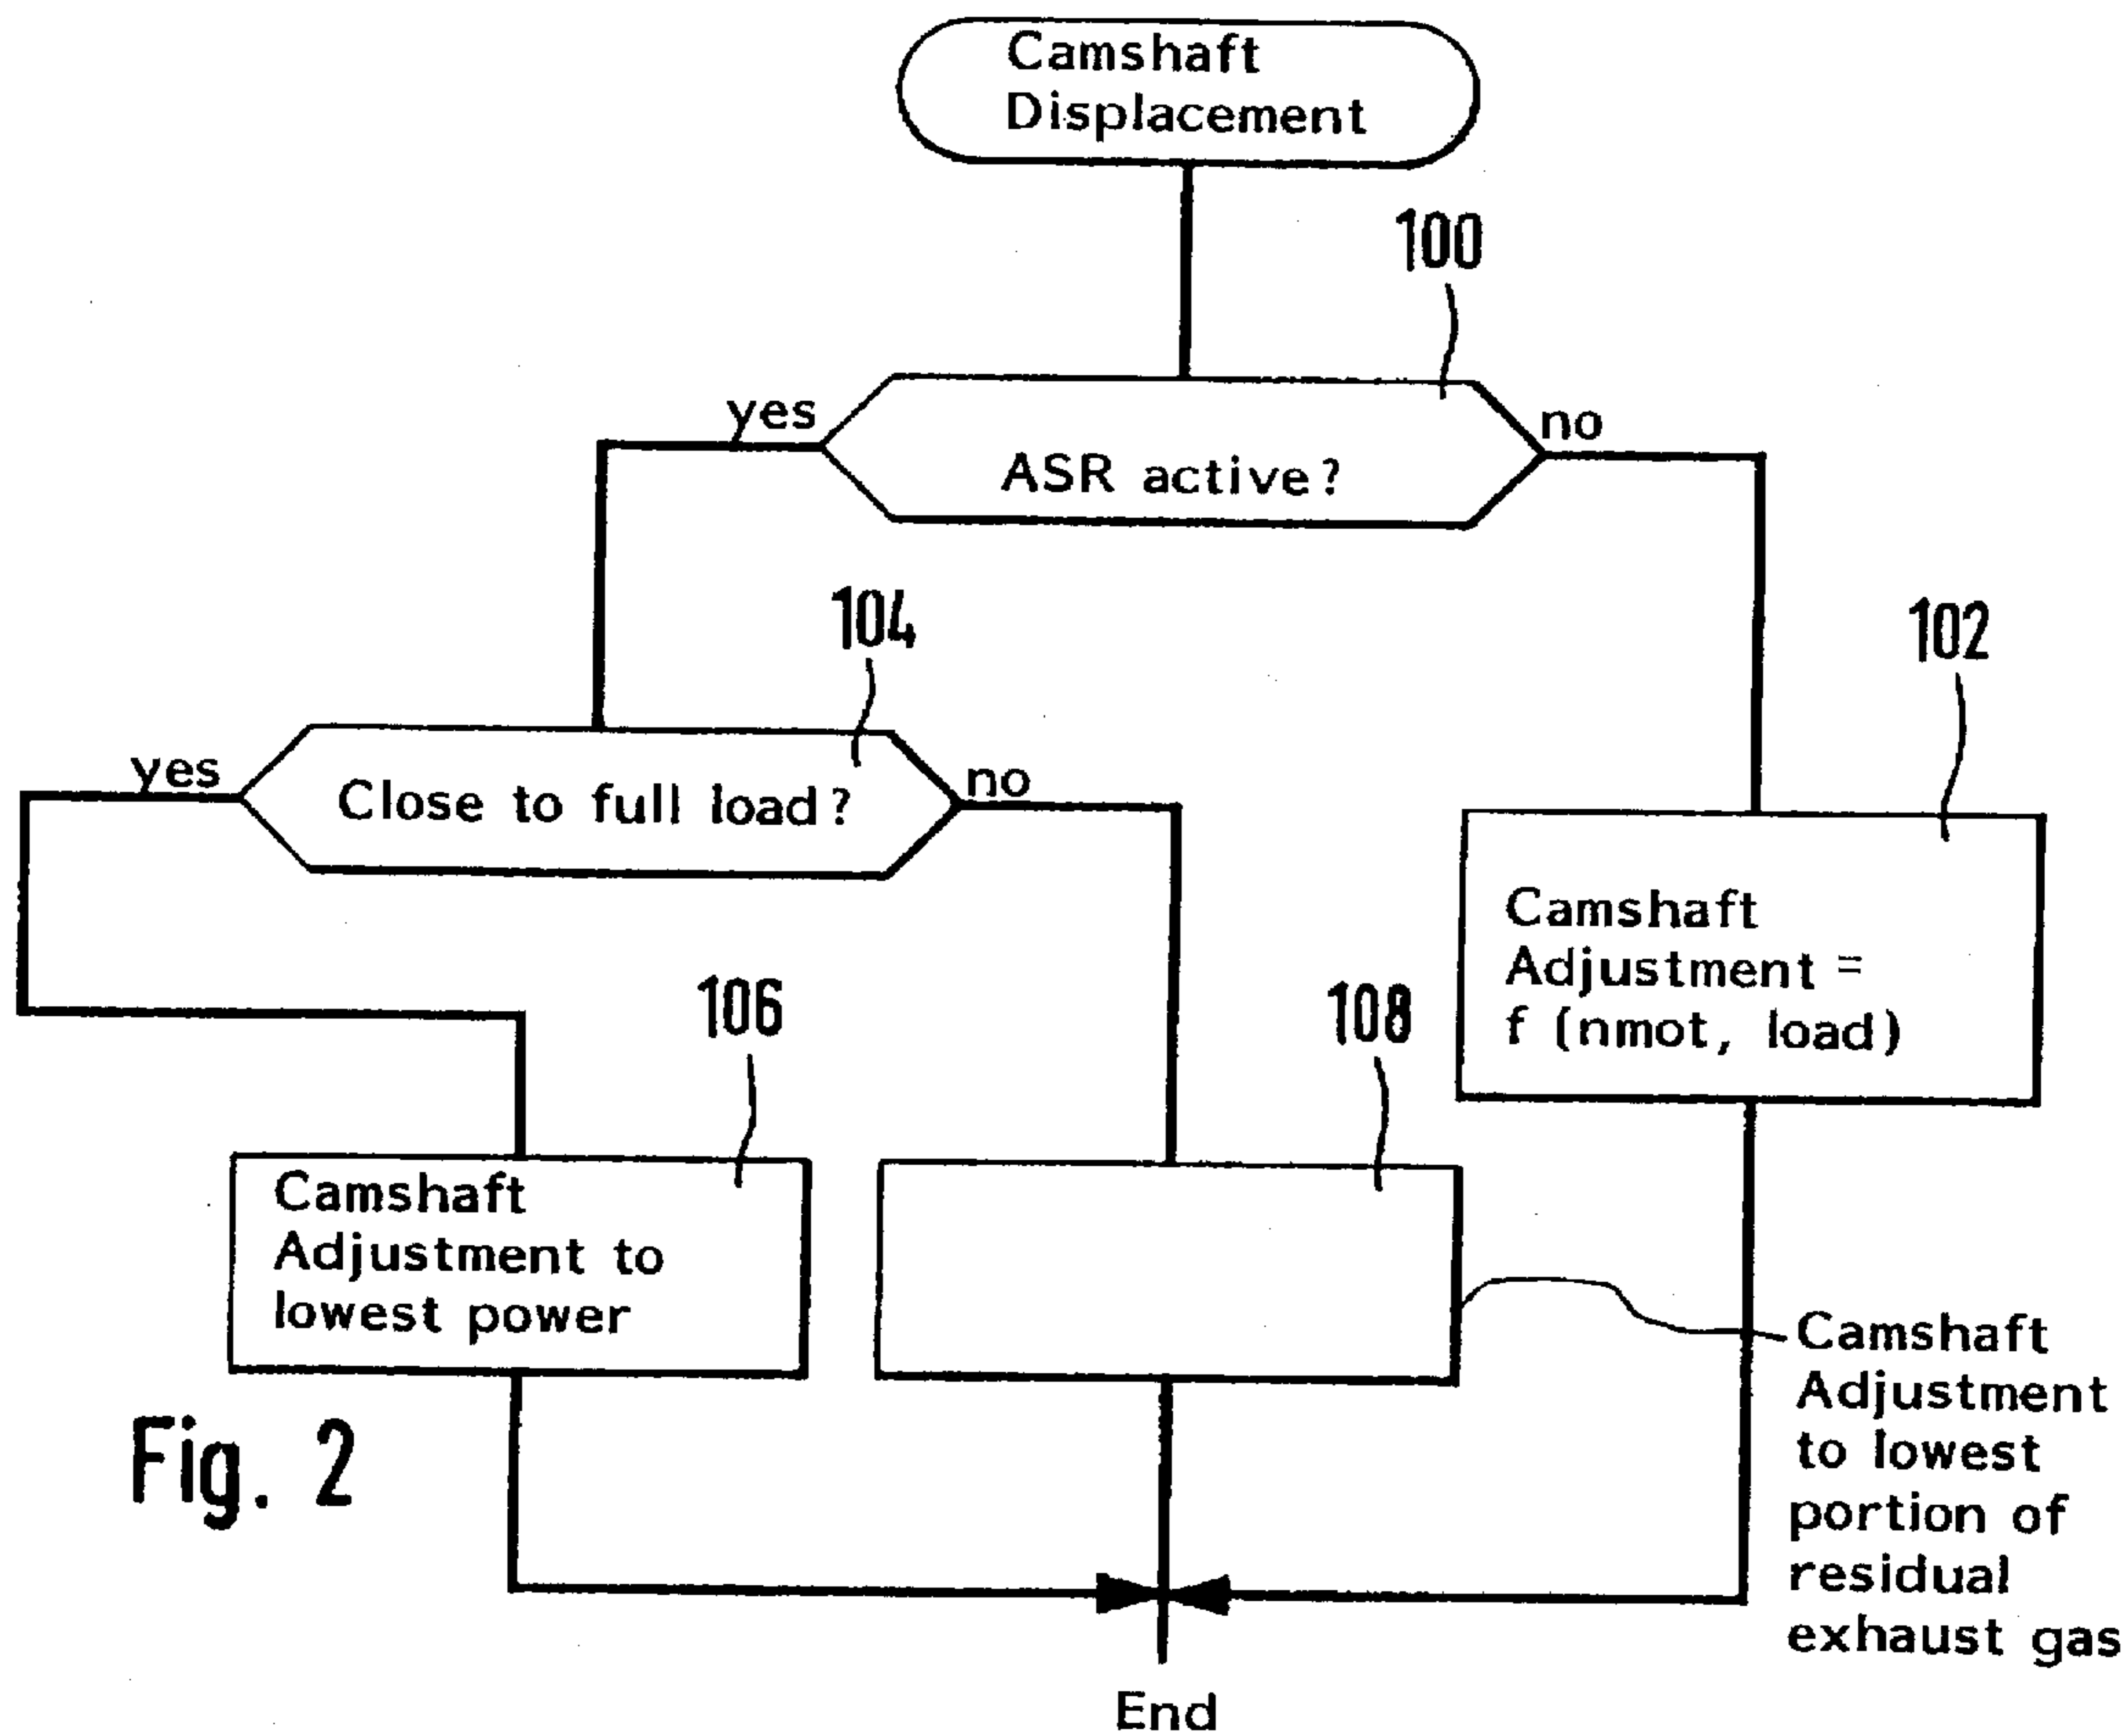 Camshaft
Displacement
100
yes
ASR active?
no
104
102
yes
Close to full load?
no
Camshaft
Adjustment =
f (nmot, load)
106
108
Camshaft
Adjustment to
lowest power
Camshaft
Adjustment
to lowest
portion of
residual
exhaust gas
Fig. 2
End